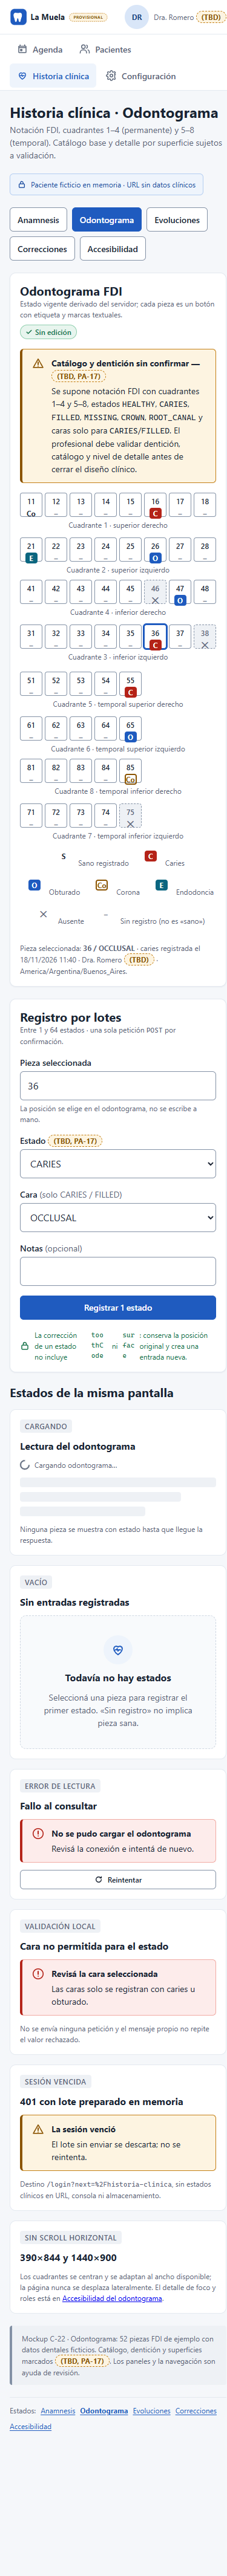 La Muela PROVISIONAL DR Dra. Romero (TBD)
Agenda Pacientes
Historia clínica Configuración
Historia clínica · Odontograma
Notación FDI, cuadrantes 1–4 (permanente) y 5–8
(temporal). Catálogo base y detalle por superficie sujetos
a validación.
Paciente ficticio en memoria · URL sin datos clínicos
Anamnesis Odontograma Evoluciones
Correcciones Accesibilidad
Odontograma FDI
Estado vigente derivado del servidor; cada pieza es un botón
con etiqueta y marcas textuales.
Sin edición
Catálogo y dentición sin confirmar —
(TBD, PA-17)
Se supone notación FDI con cuadrantes
1–4 y 5–8, estados HEALTHY, CARIES,
FILLED, MISSING, CROWN, ROOT_CANAL y
caras solo para CARIES/FILLED. El
profesional debe validar dentición,
catálogo y nivel de detalle antes de
cerrar el diseño clínico.
11 12 13 14 15 16 17 18
Co – – – – C – –
Cuadrante 1 · superior derecho
21 22 23 24 25 26 27 28
E – – – – O – –
Cuadrante 2 · superior izquierdo
41 42 43 44 45 46 47 48
– – – – – × O –
Cuadrante 4 · inferior derecho
31 32 33 34 35 36 37 38
– – – – – C – ×
Cuadrante 3 · inferior izquierdo
51 52 53 54 55
– – – – C
Cuadrante 5 · temporal superior derecho
61 62 63 64 65
– – – – O
Cuadrante 6 · temporal superior izquierdo
81 82 83 84 85
– – – – Co
Cuadrante 8 · temporal inferior derecho
71 72 73 74 75
– – – – ×
Cuadrante 7 · temporal inferior izquierdo
S Sano registrado C Caries
O Obturado Co Corona E Endodoncia
× Ausente – Sin registro (no es «sano»)
Pieza seleccionada: 36 / OCCLUSAL · caries registrada el
18/11/2026 11:40 · Dra. Romero (TBD) ·
America/Argentina/Buenos_Aires.
Registro por lotes
Entre 1 y 64 estados · una sola petición POST por
confirmación.
Pieza seleccionada
36
La posición se elige en el odontograma, no se escribe a
mano.
Estado (TBD, PA-17)
CARIES
Cara (solo CARIES / FILLED)
OCCLUSAL
Notas (opcional)
Registrar 1 estado
La corrección de un estado no incluye toothCode ni surface: conserva la posición original y crea una entrada nueva.
Estados de la misma pantalla
CARGANDO
Lectura del odontograma
Cargando odontograma...
Ninguna pieza se muestra con estado hasta que llegue la
respuesta.
VACÍO
Sin entradas registradas
Todavía no hay estados
Seleccioná una pieza para registrar el
primer estado. «Sin registro» no implica
pieza sana.
ERROR DE LECTURA
Fallo al consultar
No se pudo cargar el odontograma
Revisá la conexión e intentá de nuevo.
Reintentar
VALIDACIÓN LOCAL
Cara no permitida para el estado
Revisá la cara seleccionada
Las caras solo se registran con caries u
obturado.
No se envía ninguna petición y el mensaje propio no repite
el valor rechazado.
SESIÓN VENCIDA
401 con lote preparado en memoria
La sesión venció
El lote sin enviar se descarta; no se
reintenta.
Destino /login?next=%2Fhistoria-clinica, sin estados
clínicos en URL, consola ni almacenamiento.
SIN SCROLL HORIZONTAL
390×844 y 1440×900
Los cuadrantes se centran y se adaptan al ancho disponible;
la página nunca se desplaza lateralmente. El detalle de foco y
roles está en Accesibilidad del odontograma.
Mockup C-22 · Odontograma: 52 piezas FDI de ejemplo con
datos dentales ficticios. Catálogo, dentición y superficies
marcados (TBD, PA-17). Los paneles y la navegación son
ayuda de revisión.
Estados: Anamnesis Odontograma Evoluciones Correcciones
Accesibilidad